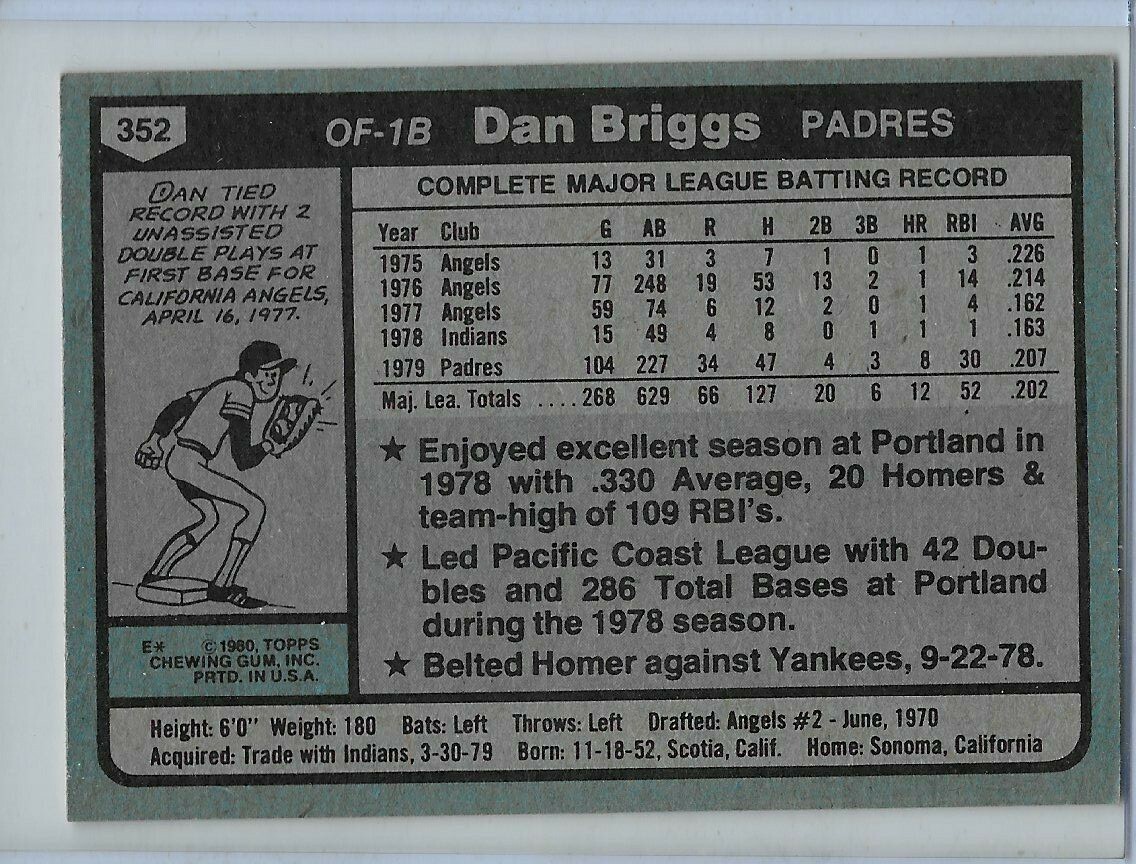 352 OF-1B Dan Briggs PADRES
DAN TIED
RECORD WITH 2
UNASSISTED
DOUBLE PLAYS AT
FIRST BASE FOR
CALIFORNIA ANGELS,
APRIL 16, 1977.
COMPLETE MAJOR LEAGUE BATTING RECORD
Year Club G AB R H 2B 3B HR RBI AVG
1975 Angels 13 31 3 7 1 0 1 3 .226
1976 Angels 77 248 19 53 13 2 1 14 .214
1977 Angels 59 74 6 12 2 0 1 4 .162
1978 Indians 15 49 4 8 0 1 1 1 .163
1979 Padres 104 227 34 47 4 3 8 30 .207
Maj. Lea. Totals ....268 629 66 127 20 6 12 52 .202
★ Enjoyed excellent season at Portland in
1978 with .330 Average, 20 Homers &
team-high of 109 RBI's.
★ Led Pacific Coast League with 42 Dou-
bles and 286 Total Bases at Portland
during the 1978 season.
★ Belted Homer against Yankees, 9-22-78.
E* ©1980, TOPPS
CHEWING GUM, INC.
PRTD. IN U.S.A.
Height: 6'0" Weight: 180 Bats: Left Throws: Left Drafted: Angels #2 - June, 1970
Acquired: Trade with Indians, 3-30-79 Born: 11-18-52, Scotia, Calif. Home: Sonoma, California